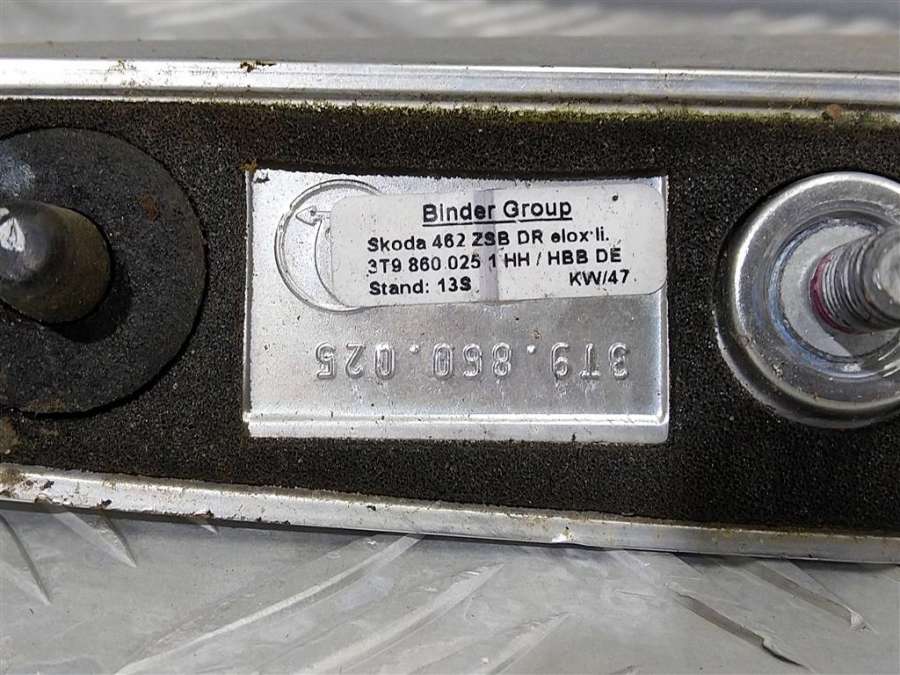 Binder Group
Skoda 462 ZSB DR elox li.
3T9 860 025 1 HH / HBB DE
Stand: 13S
KW/47
3T9.860.025